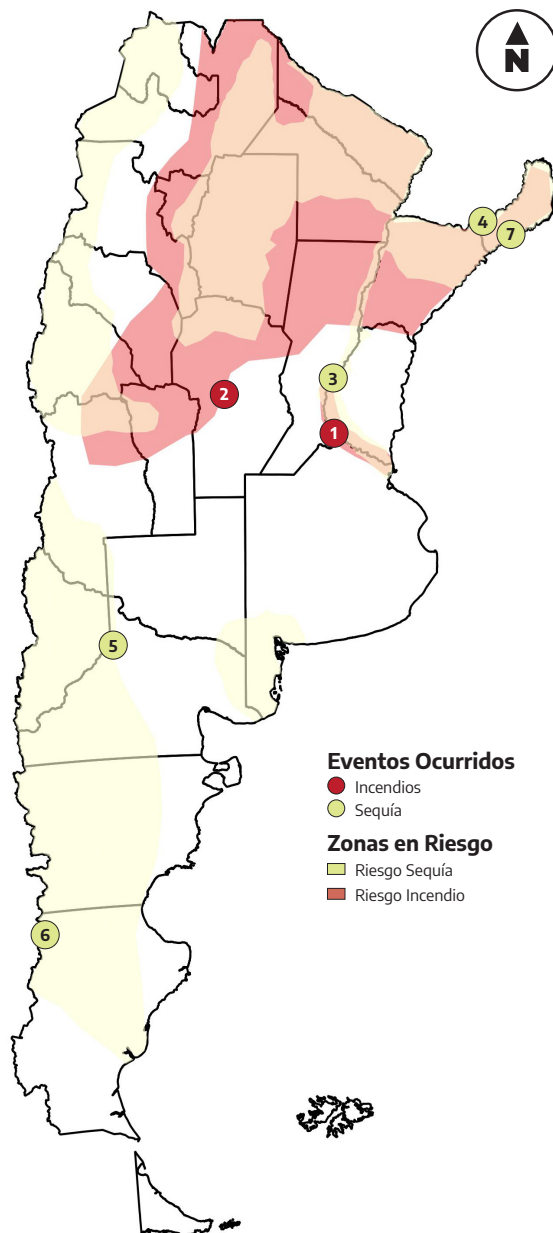 N
4
7
3
2
1
5
Eventos Ocurridos
Incendios
Sequía
Zonas en Riesgo
Riesgo Sequía
Riesgo Incendio
6